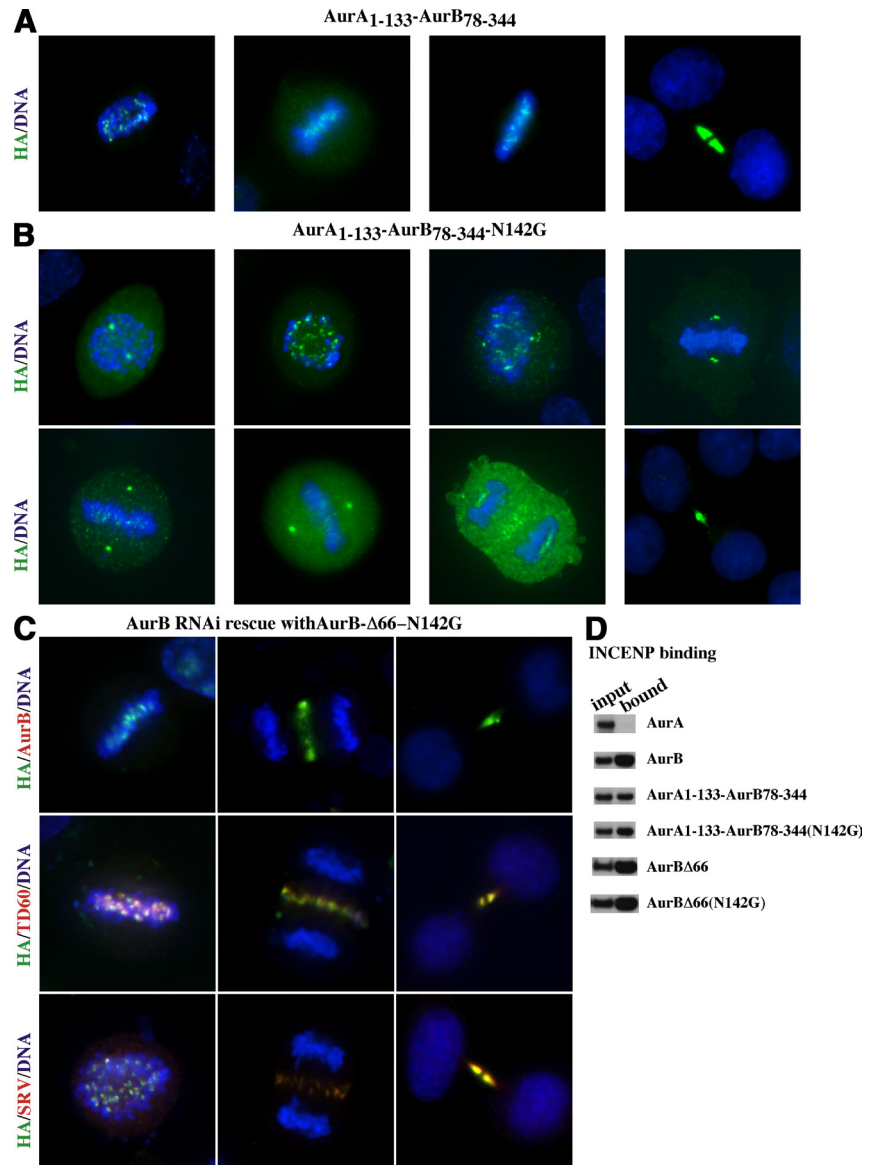 A
AurA1-133-AurB78-344
HA/DNA
B
AurA1-133-AurB78-344-N142G
HA/DNA
HA/DNA
C
AurB RNAi rescue withAurB-Δ66–N142G
HA/AurB/DNA
HA/TD60/DNA
HA/SRV/DNA
D
INCENP binding
input bound
AurA
AurB
AurA1-133-AurB78-344
AurA1-133-AurB78-344(N142G)
AurBΔ66
AurBΔ66(N142G)